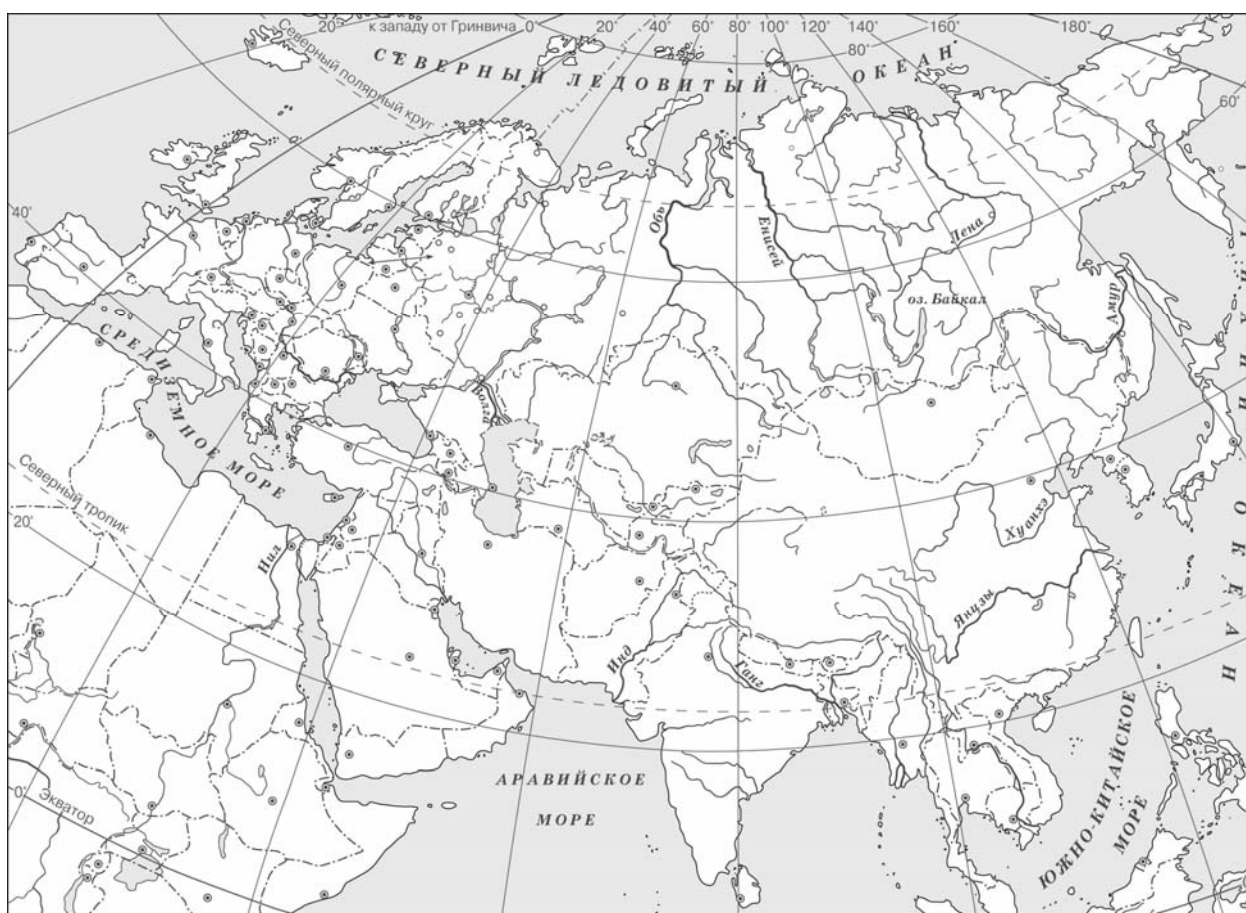 20° к западу от Гринвича 0° 20° 40° 60° 80° 100° 120° 140° 160° 180°
80°
60°
Северный полярный круг
СЕВЕРНЫЙ ЛЕДОВИТЫЙ ОКЕАН
40°
Обь
Енисей
Лена
оз. Байкал
Амур
СРЕДИЗЕМНОЕ МОРЕ
Волга
Северный тропик
20°
Нил
Хуанхэ
Янцзы
Инд
Ганг
ОКЕАН
АРАВИЙСКОЕ
МОРЕ
ЮЖНО-КИТАЙСКОЕ
МОРЕ
Экватор
0°